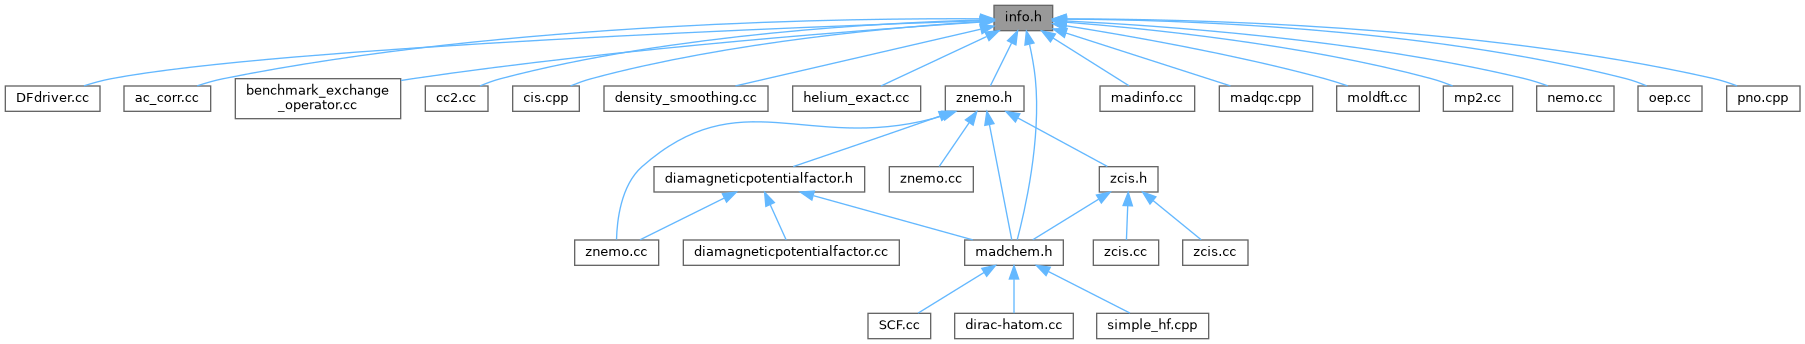 info.h
DFdriver.cc
ac_corr.cc
benchmark_exchange
_operator.cc
cc2.cc
cis.cpp
density_smoothing.cc
helium_exact.cc
znemo.h
madinfo.cc
madqc.cpp
moldft.cc
mp2.cc
nemo.cc
oep.cc
pno.cpp
diamagneticpotentialfactor.h
znemo.cc
zcis.h
znemo.cc
diamagneticpotentialfactor.cc
madchem.h
zcis.cc
zcis.cc
SCF.cc
dirac-hatom.cc
simple_hf.cpp